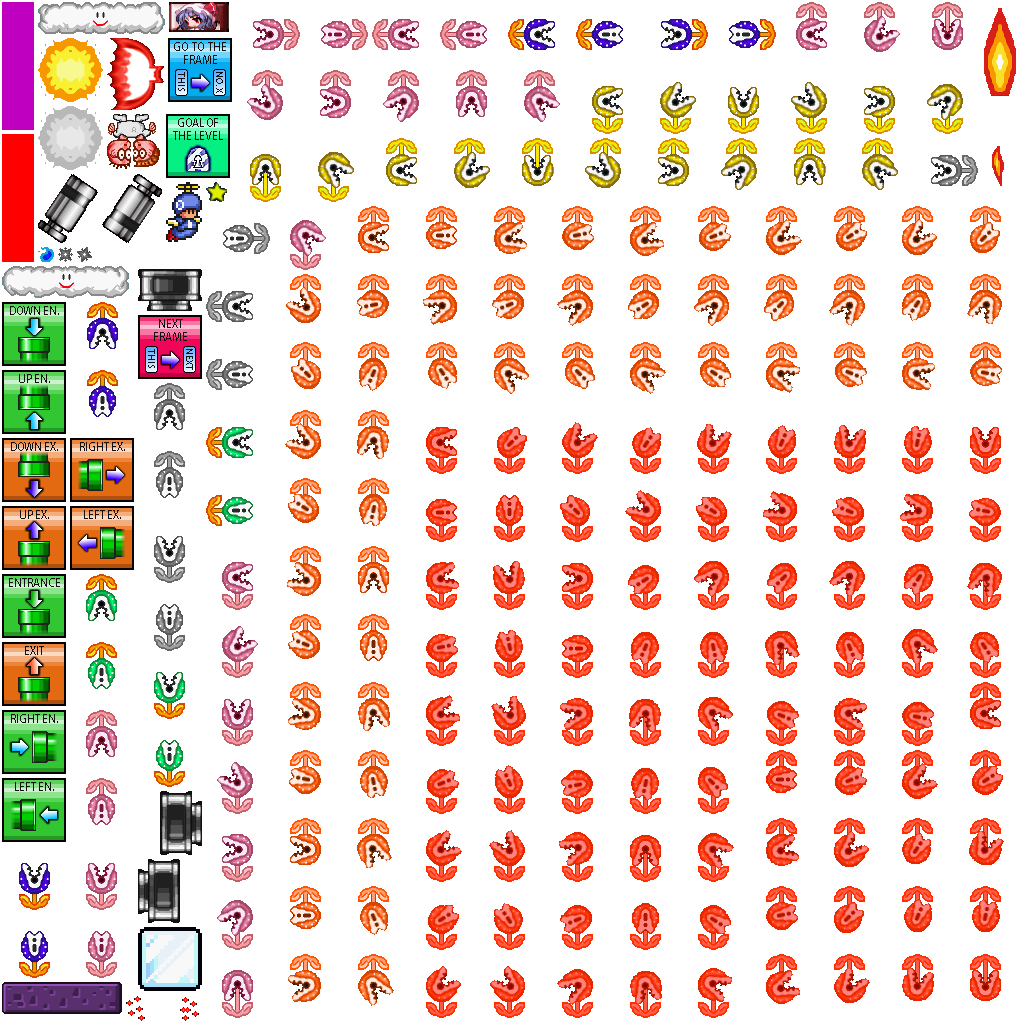 GO TO THE
FRAME
THIS
NO.X
GOAL OF
THE LEVEL
DOWN EN.
NEXT
FRAME
THIS
NEXT
UP EN.
DOWN EX.
RIGHT EX.
UP EX.
LEFT EX.
ENTRANCE
EXIT
RIGHT EN.
LEFT EN.